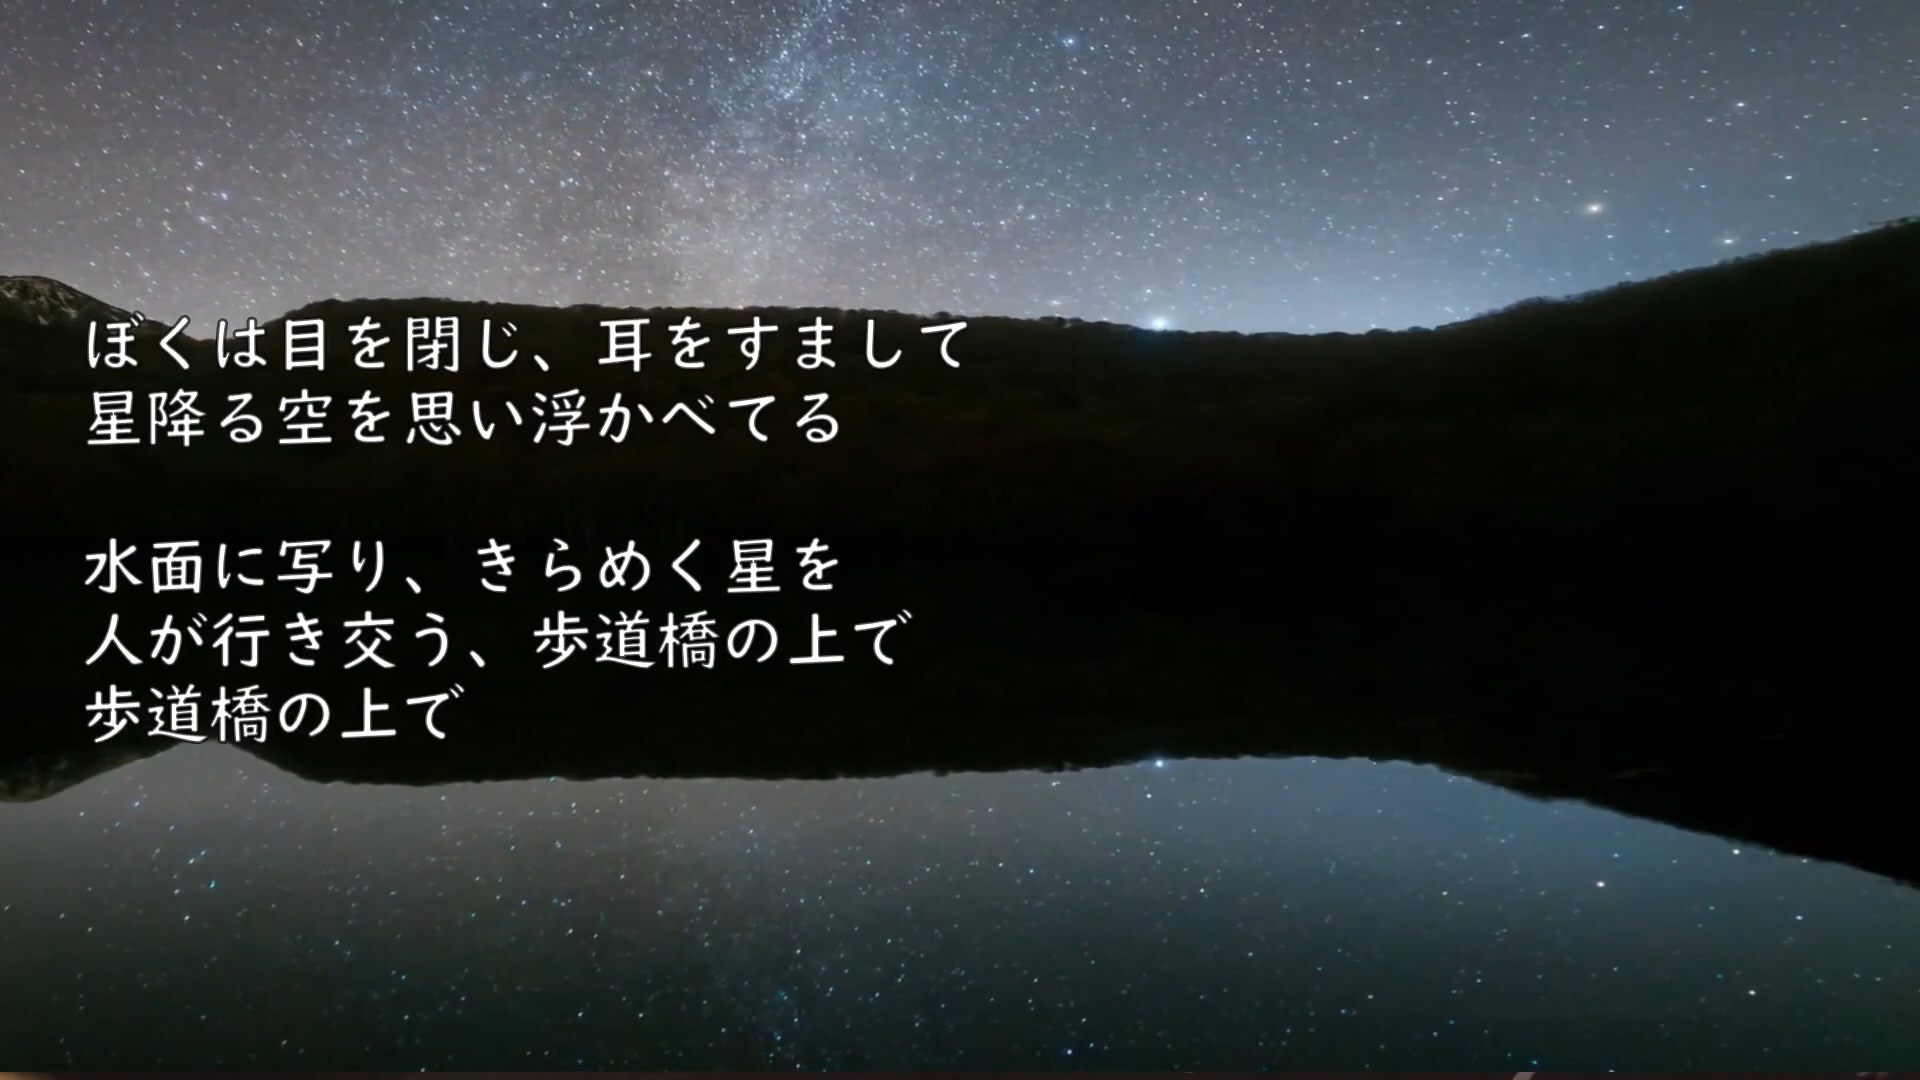 ぼくは目を閉じ、耳をすまして
星降る空を思い浮かべてる
水面に写り、きらめく星を
人が行き交う、歩道橋の上で
歩道橋の上で